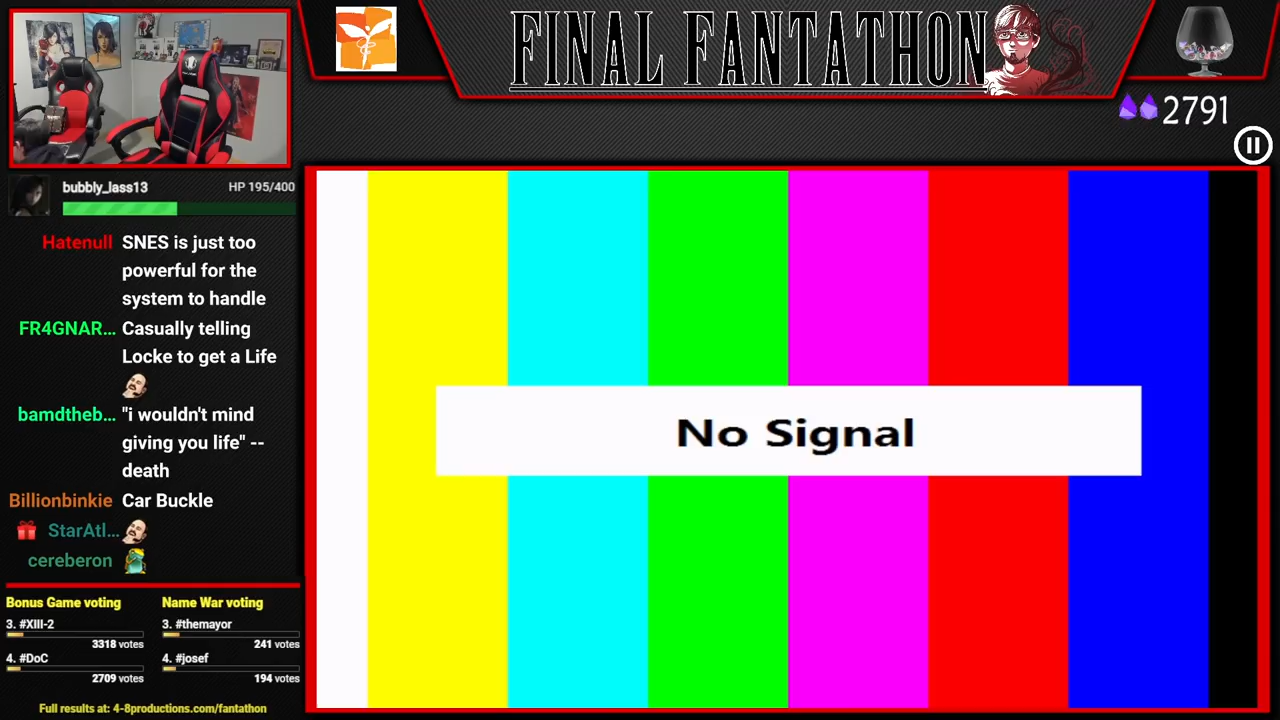 FINAL FANTATHON
2791
bubbly_lass13 HP 195/400
Hatenull SNES is just too
powerful for the
system to handle
FR4GNAR... Casually telling
Locke to get a Life
bamdtheb... "i wouldn't mind
giving you life" --
death
Billionbinkie Car Buckle
StarAtl...
cereberon
No Signal
Bonus Game voting
3. #XIII-2
3318 votes
4. #DoC
2709 votes
Name War voting
3. #themayor
241 votes
4. #josef
194 votes
Full results at: 4-8productions.com/fantathon